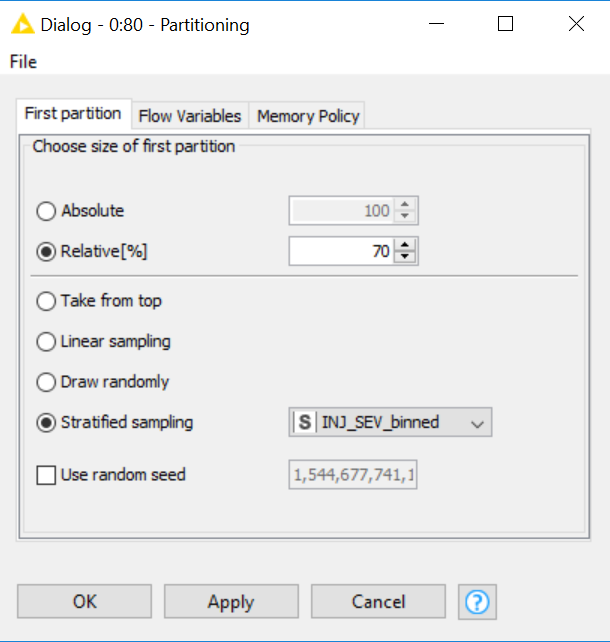 Dialog - 0:80 - Partitioning
File
First partition Flow Variables Memory Policy
Choose size of first partition
Absolute 100
Relative[%] 70
Take from top
Linear sampling
Draw randomly
Stratified sampling S INJ_SEV_binned
Use random seed 1,544,677,741,1
OK Apply Cancel ?